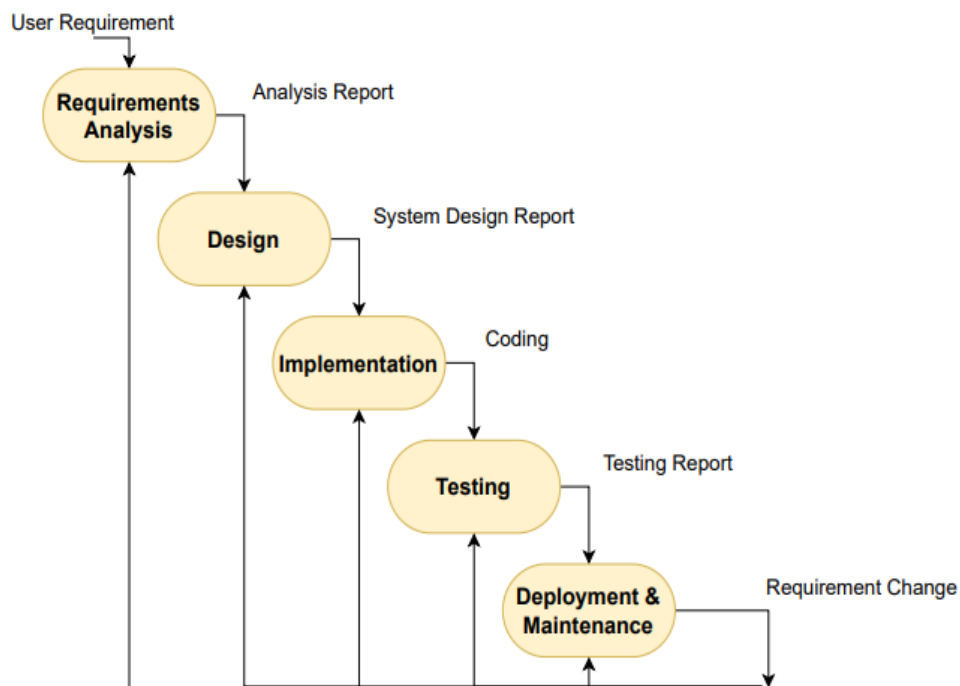 User Requirement
Requirements
Analysis
Analysis Report
Design
System Design Report
Implementation
Coding
Testing
Testing Report
Deployment &
Maintenance
Requirement Change